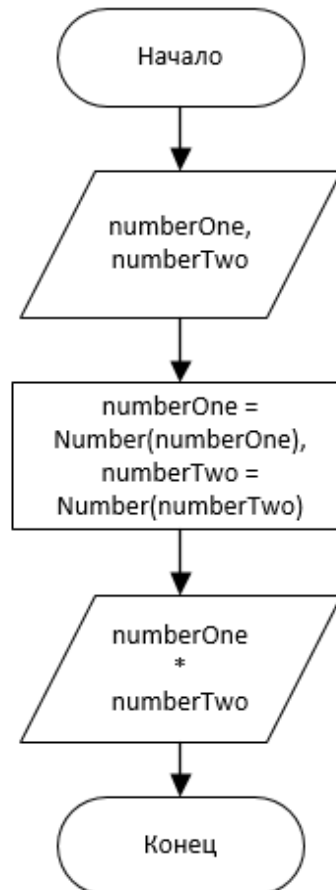 Начало
numberOne,
numberTwo
numberOne =
Number(numberOne),
numberTwo =
Number(numberTwo)
numberOne
*
numberTwo
Конец